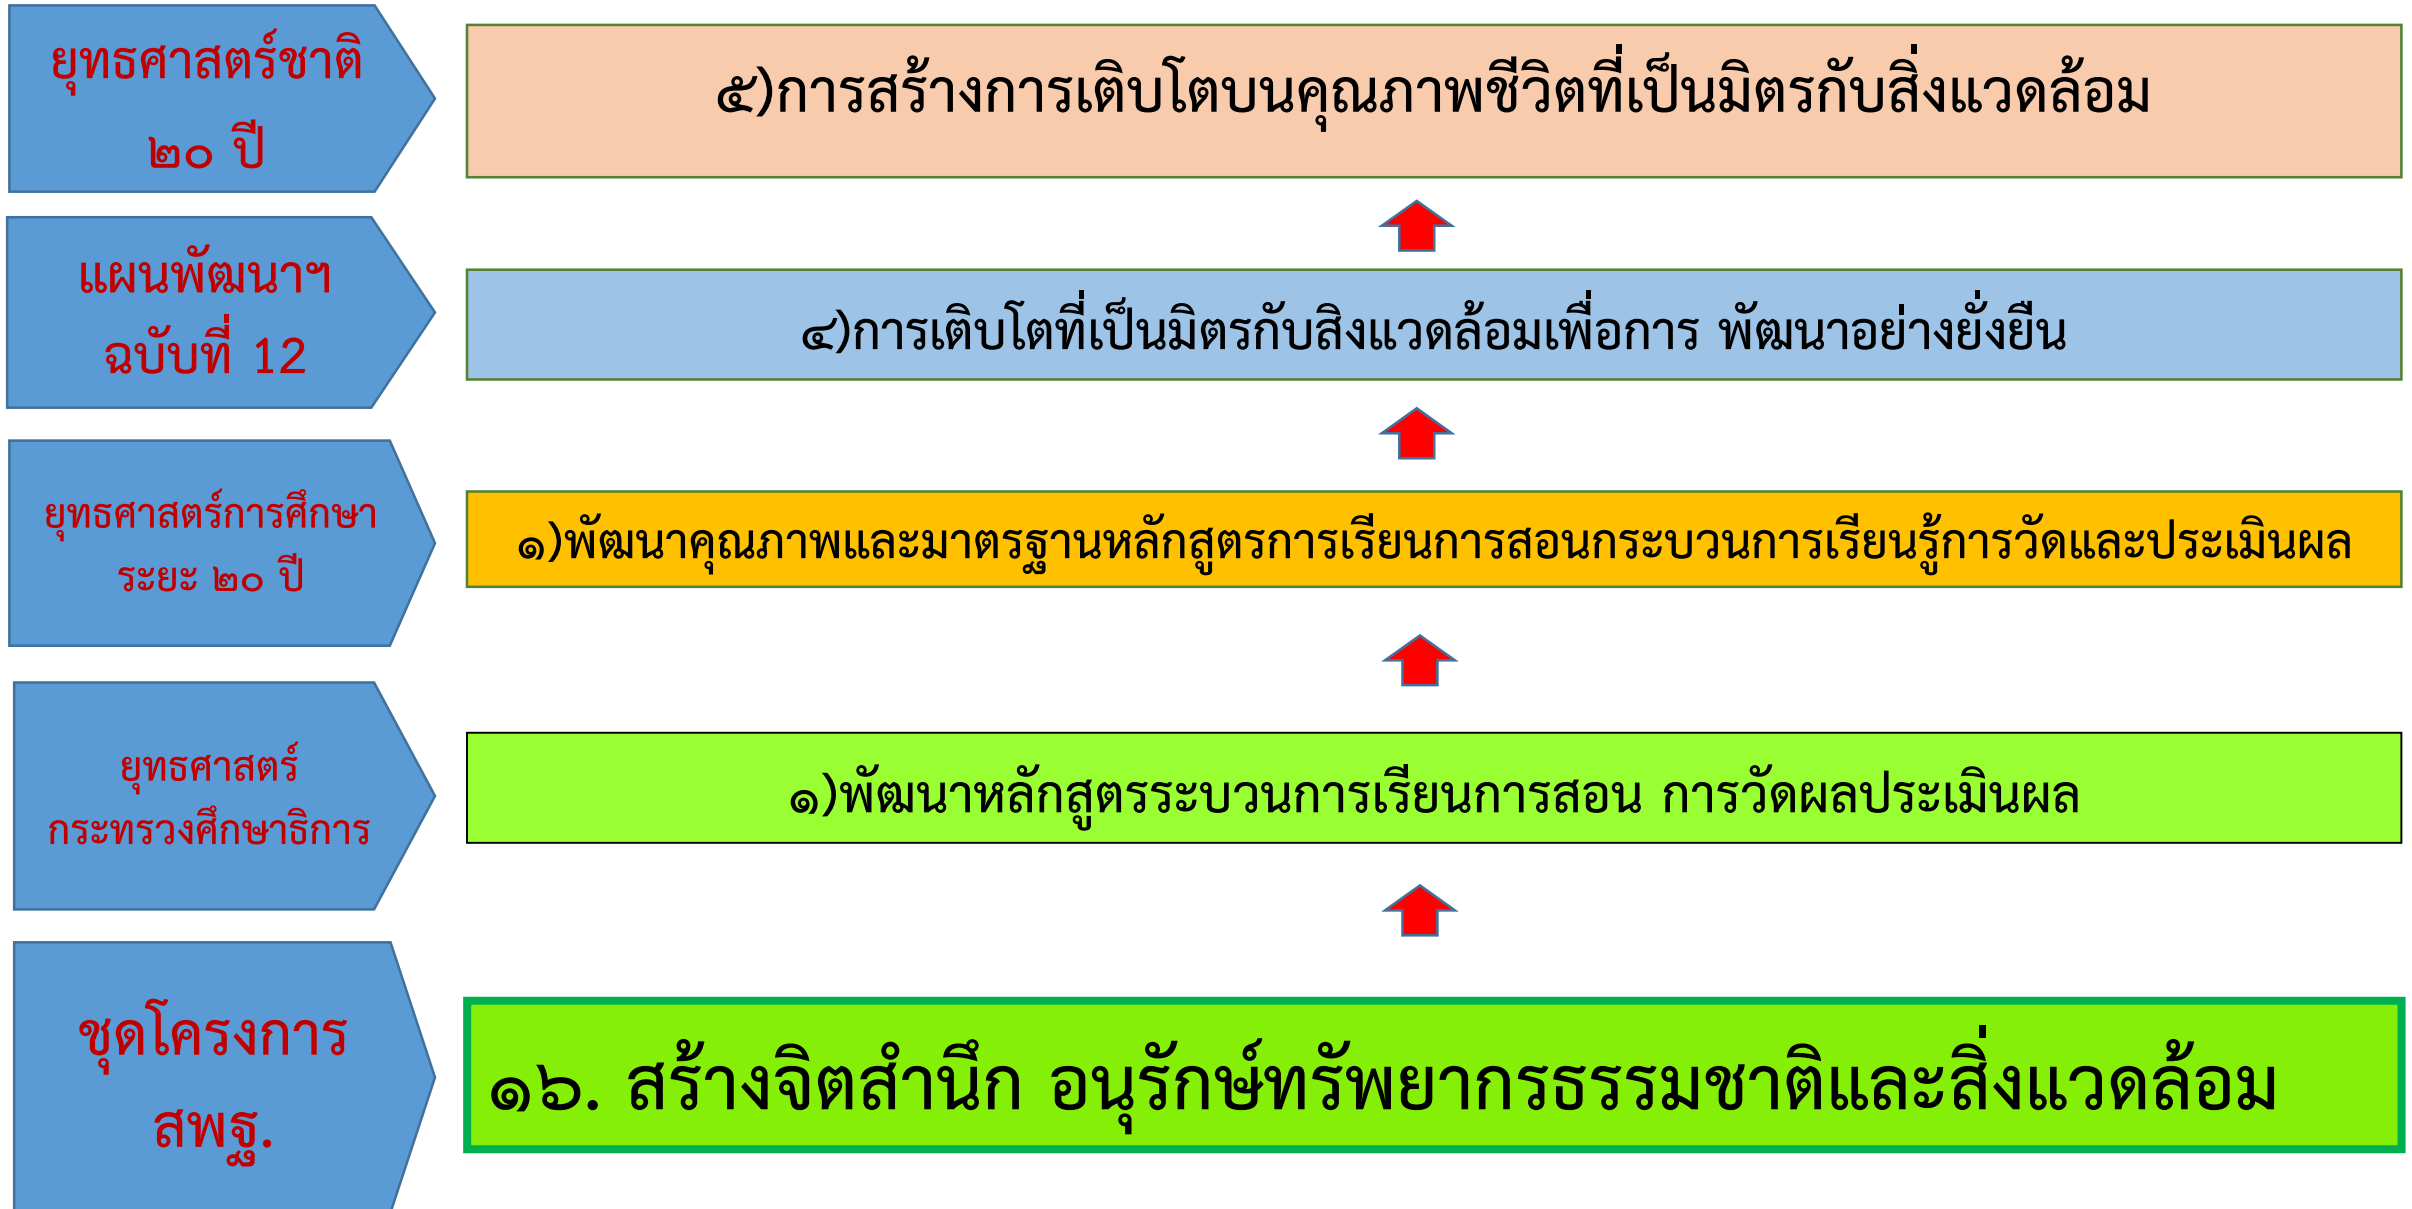 ยุทธศาสตร์ชาติ
๒๐ ปี
๕)การสร้างการเติบโตบนคุณภาพชีวิตที่เป็นมิตรกับสิ่งแวดล้อม
แผนพัฒนาฯ
ฉบับที่ 12
๔)การเติบโตที่เป็นมิตรกับสิงแวดล้อมเพื่อการ พัฒนาอย่างยั่งยืน
ยุทธศาสตร์การศึกษา
ระยะ ๒๐ ปี
๑)พัฒนาคุณภาพและมาตรฐานหลักสูตรการเรียนการสอนกระบวนการเรียนรู้การวัดและประเมินผล
ยุทธศาสตร์
กระทรวงศึกษาธิการ
๑)พัฒนาหลักสูตรระบวนการเรียนการสอน การวัดผลประเมินผล
ชุดโครงการ
สพฐ.
๑๖. สร้างจิตสำนึก อนุรักษ์ทรัพยากรธรรมชาติและสิ่งแวดล้อม